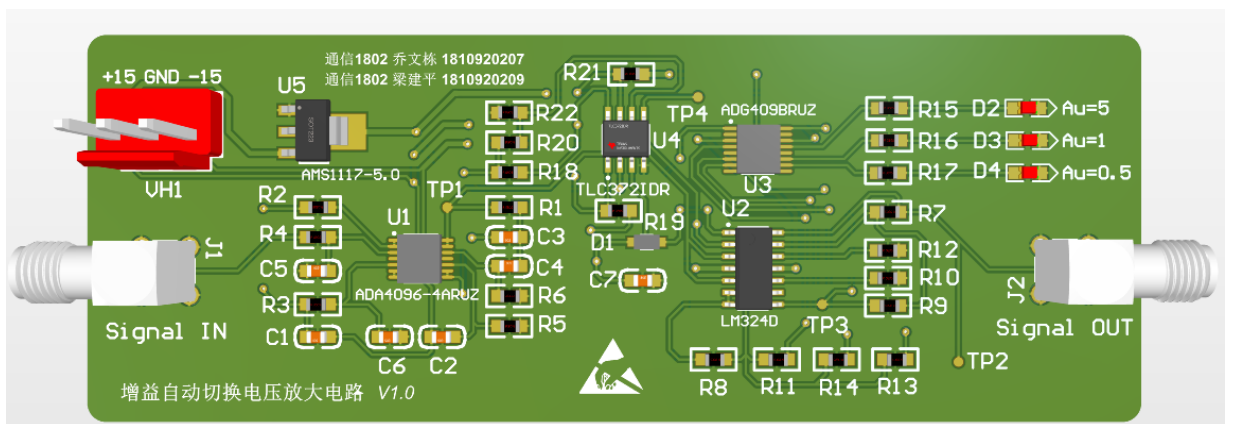 通信1802 乔文栋 1810920207
通信1802 梁建平 1810920209
+15 GND -15
U5
R21
TP4
ADG409BRUZ
R15
D2
Au=5
R22
R20
R18
U4
R16
D3
Au=1
AMS1117-5.0
VH1
TLC372IDR
U3
R17
D4
Au=0.5
R2
TP1
U1
R1
R19
U2
R7
J1
R4
C3
D1
R12
C5
C4
C7
R10
J2
R3
ADA4096-4ARUZ
R6
R9
Signal IN
C1
R5
LM324D
TP3
Signal OUT
C6
C2
TP2
R8
R11
R14
R13
增益自动切换电压放大电路 V1.0